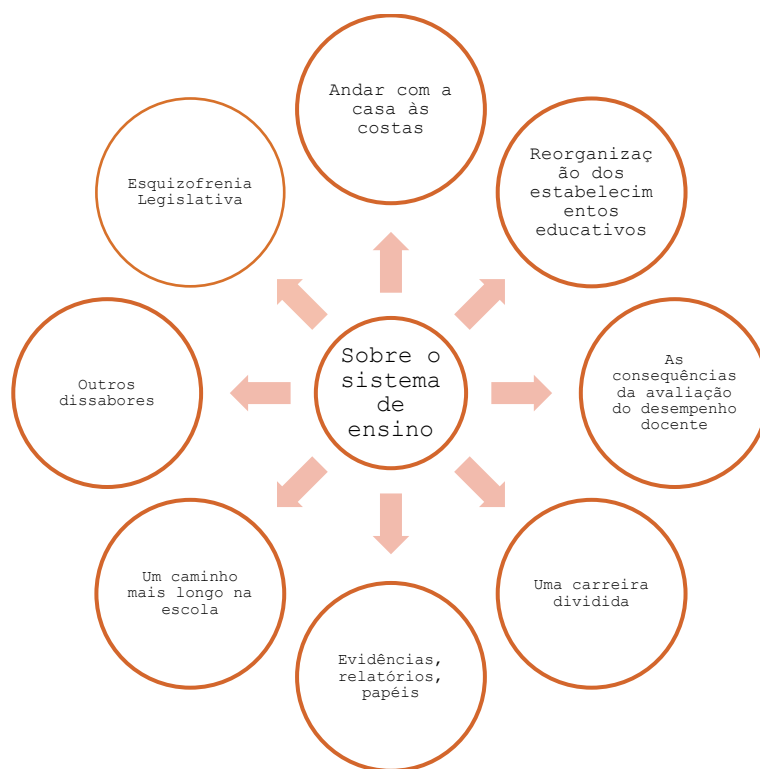 Andar com a
casa às
costas
Reorganizaç
ão dos
estabelecim
entos
educativos
As
consequências
da avaliação
do desempenho
docente
Uma carreira
dividida
Evidências,
relatórios,
papéis
Um caminho
mais longo na
escola
Outros
dissabores
Esquizofrenia
Legislativa
Sobre o
sistema
de
ensino